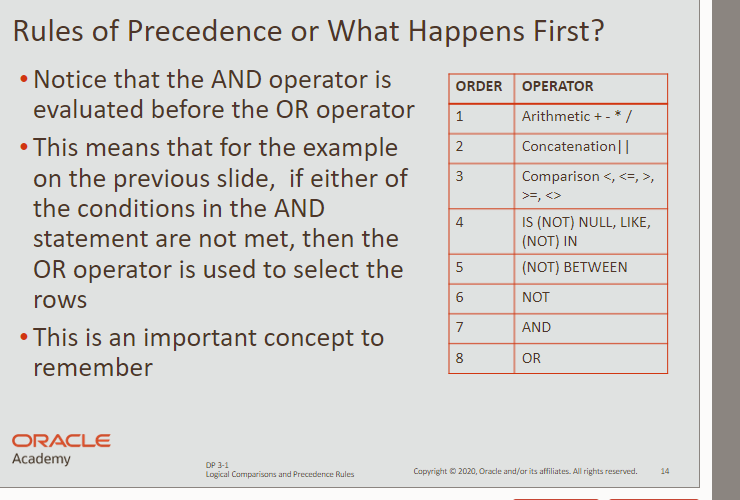 Rules of Precedence or What Happens First?
• Notice that the AND operator is
evaluated before the OR operator
• This means that for the example
on the previous slide,  if either of
the conditions in the AND
statement are not met, then the
OR operator is used to select the
rows
• This is an important concept to
remember
ORDER OPERATOR
1 Arithmetic + - * /
2 Concatenation||
3 Comparison <, <=, >,
>=, <>
4 IS (NOT) NULL, LIKE,
(NOT) IN
5 (NOT) BETWEEN
6 NOT
7 AND
8 OR
ORACLE
Academy
DP 3-1
Logical Comparisons and Precedence Rules
Copyright © 2020, Oracle and/or its affiliates. All rights reserved.
14